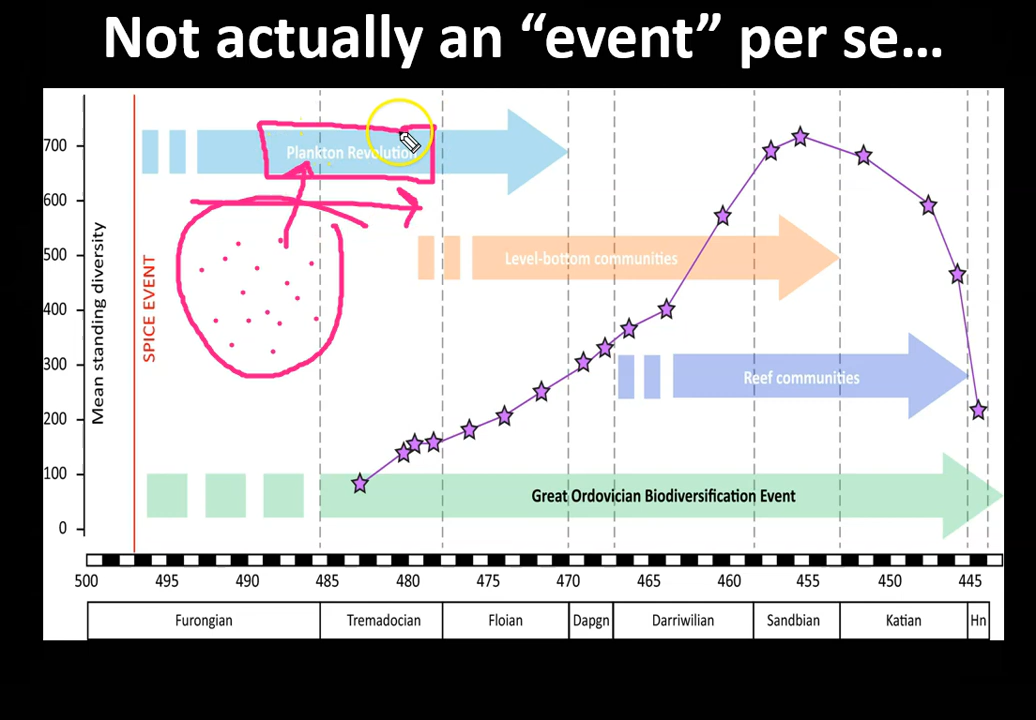 Not actually an “event” per se…
700
600
500
400
300
200
100
0
Mean standing diversity
SPICE EVENT
Plankton Revolution
Level-bottom communities
Reef communities
Great Ordovician Biodiversification Event
500 495 490 485 480 475 470 465 460 455 450 445
Furongian Tremadocian Floian Dapgn Darriwilian Sandbian Katian Hn